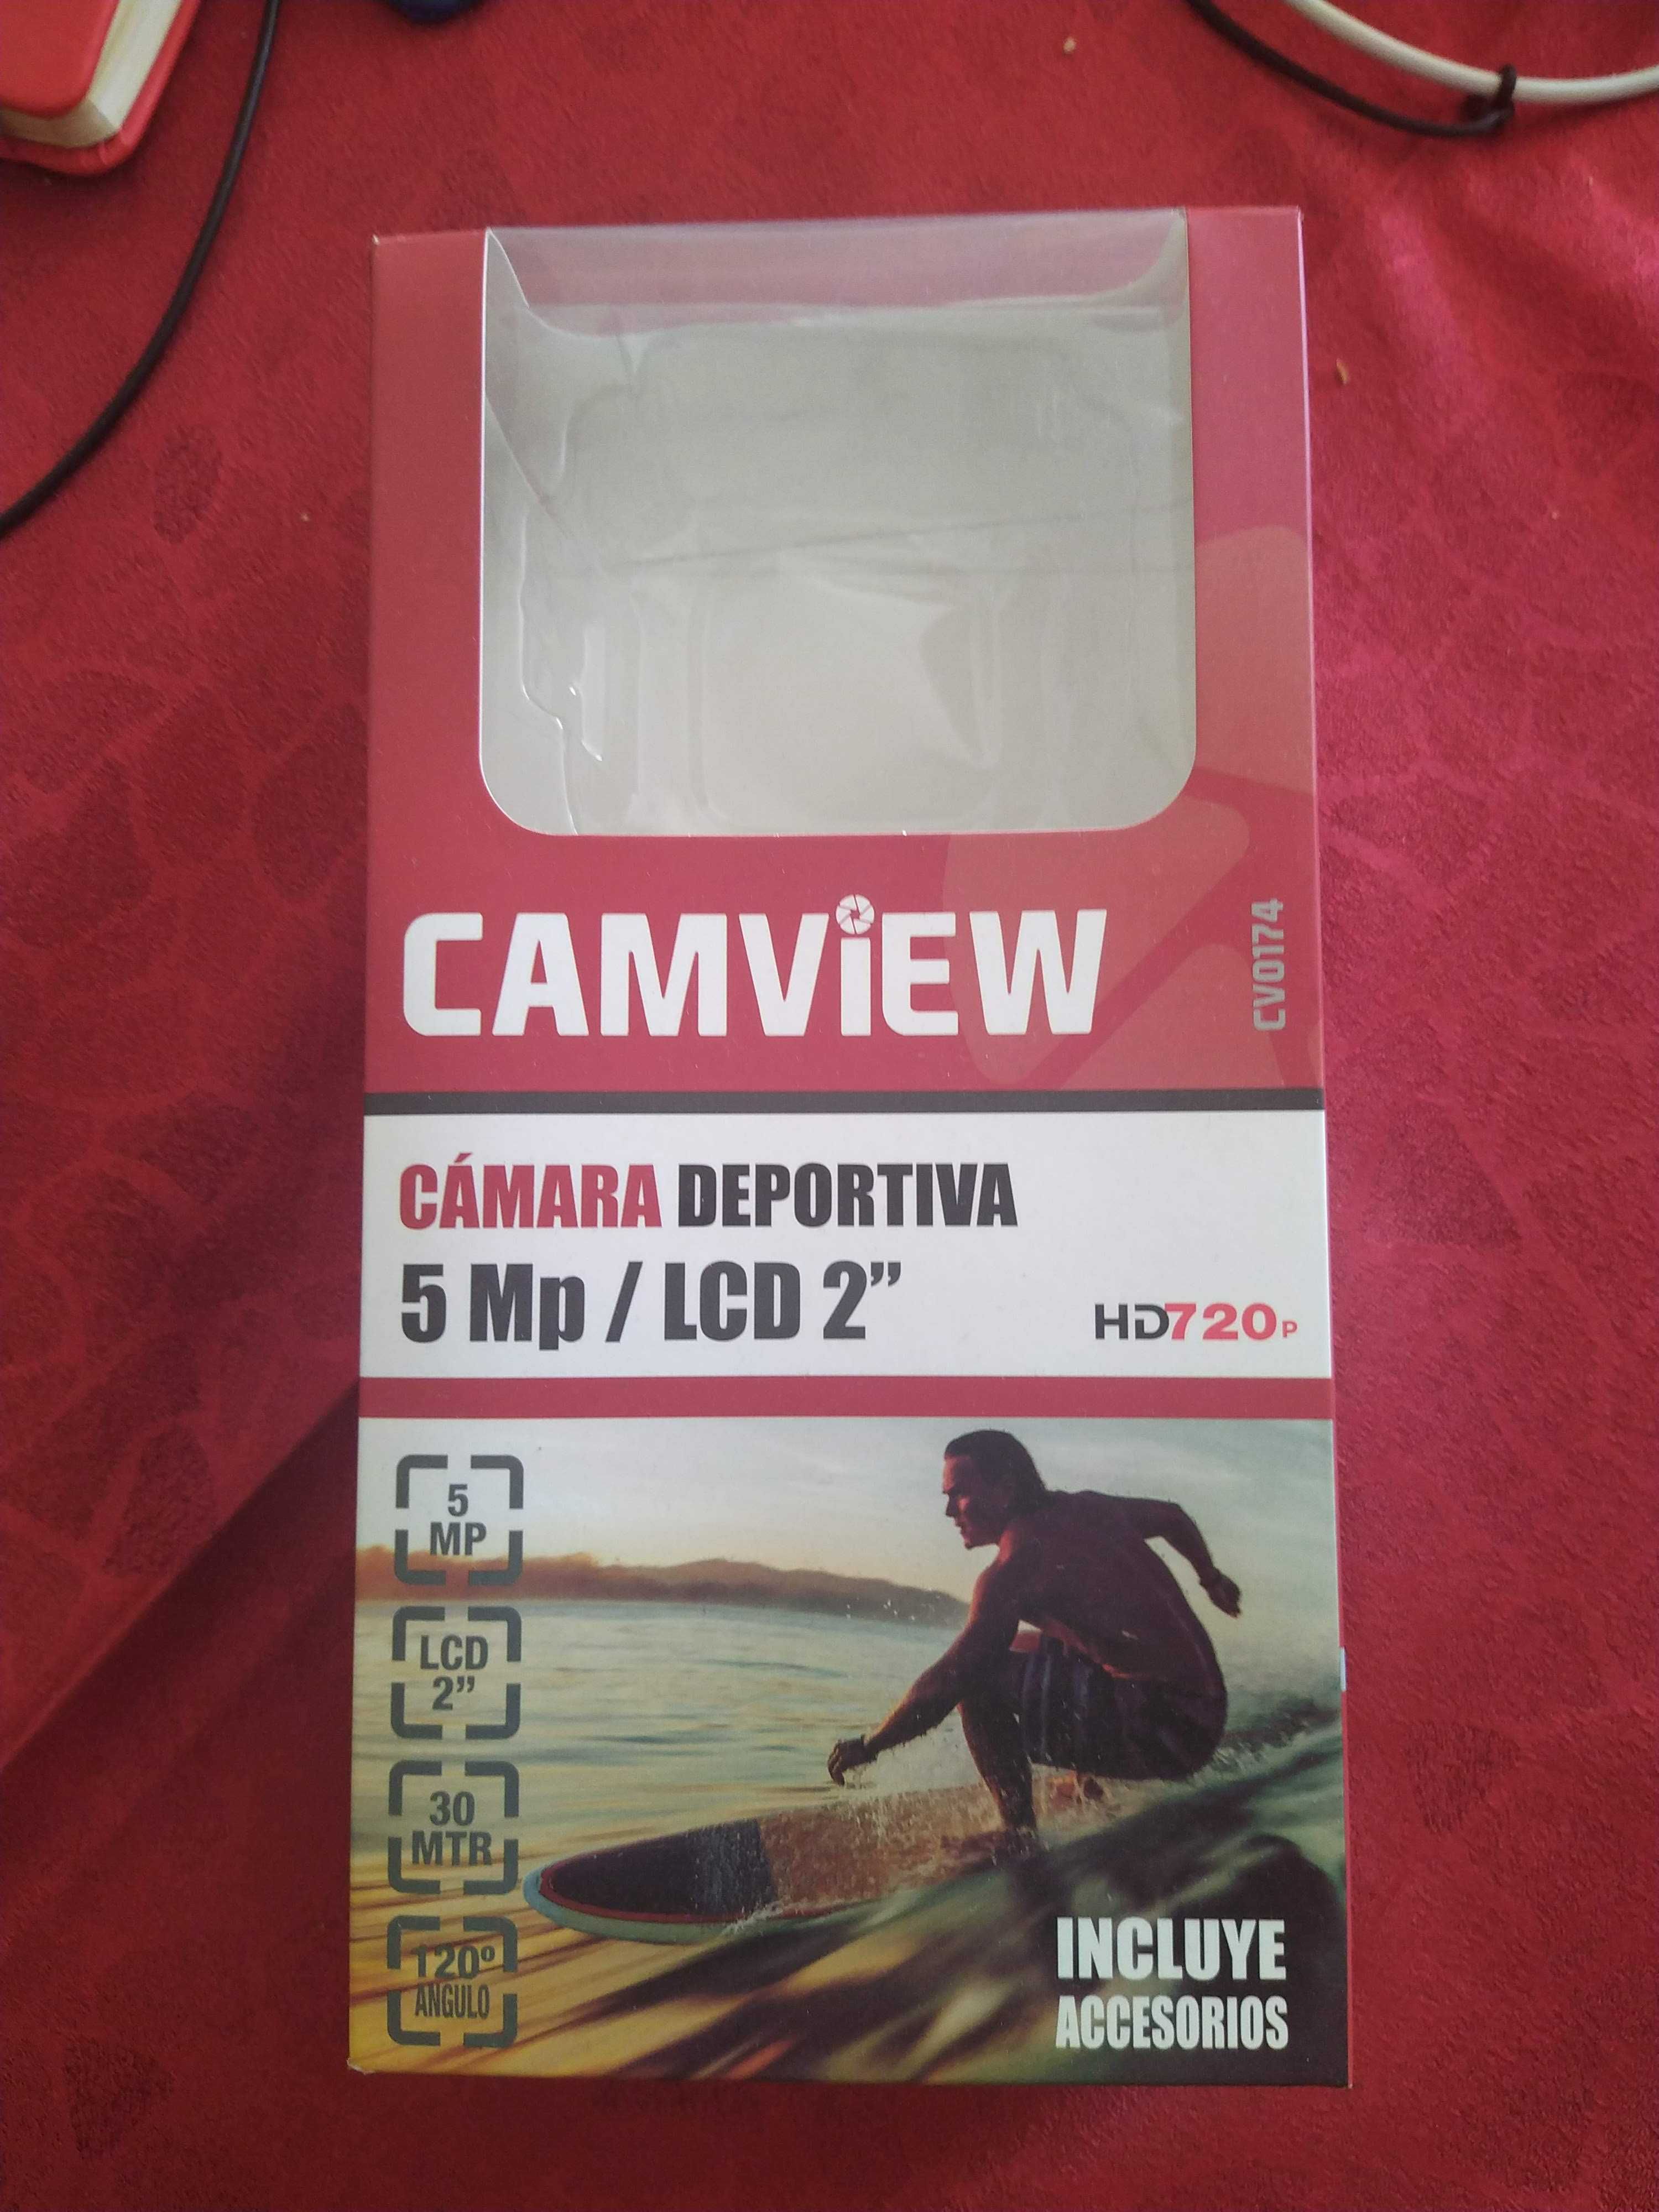 CAMViEW
CV0174
CÁMARA DEPORTIVA
5 Mp / LCD 2”
HD720P
5
MP
LCD
2”
30
MTR
120º
ANGULO
INCLUYE
ACCESORIOS